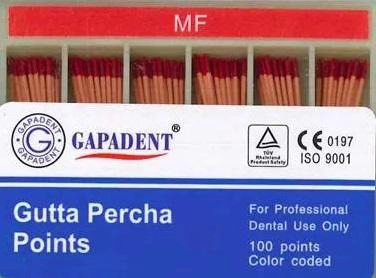 MF
GAPADENT
GAPADENT
GAPADENT®
TÜV
Rheinland
Product Safety
CE 0197
ISO 9001
Gutta Percha
Points
For Professional
Dental Use Only
100 points
Color coded